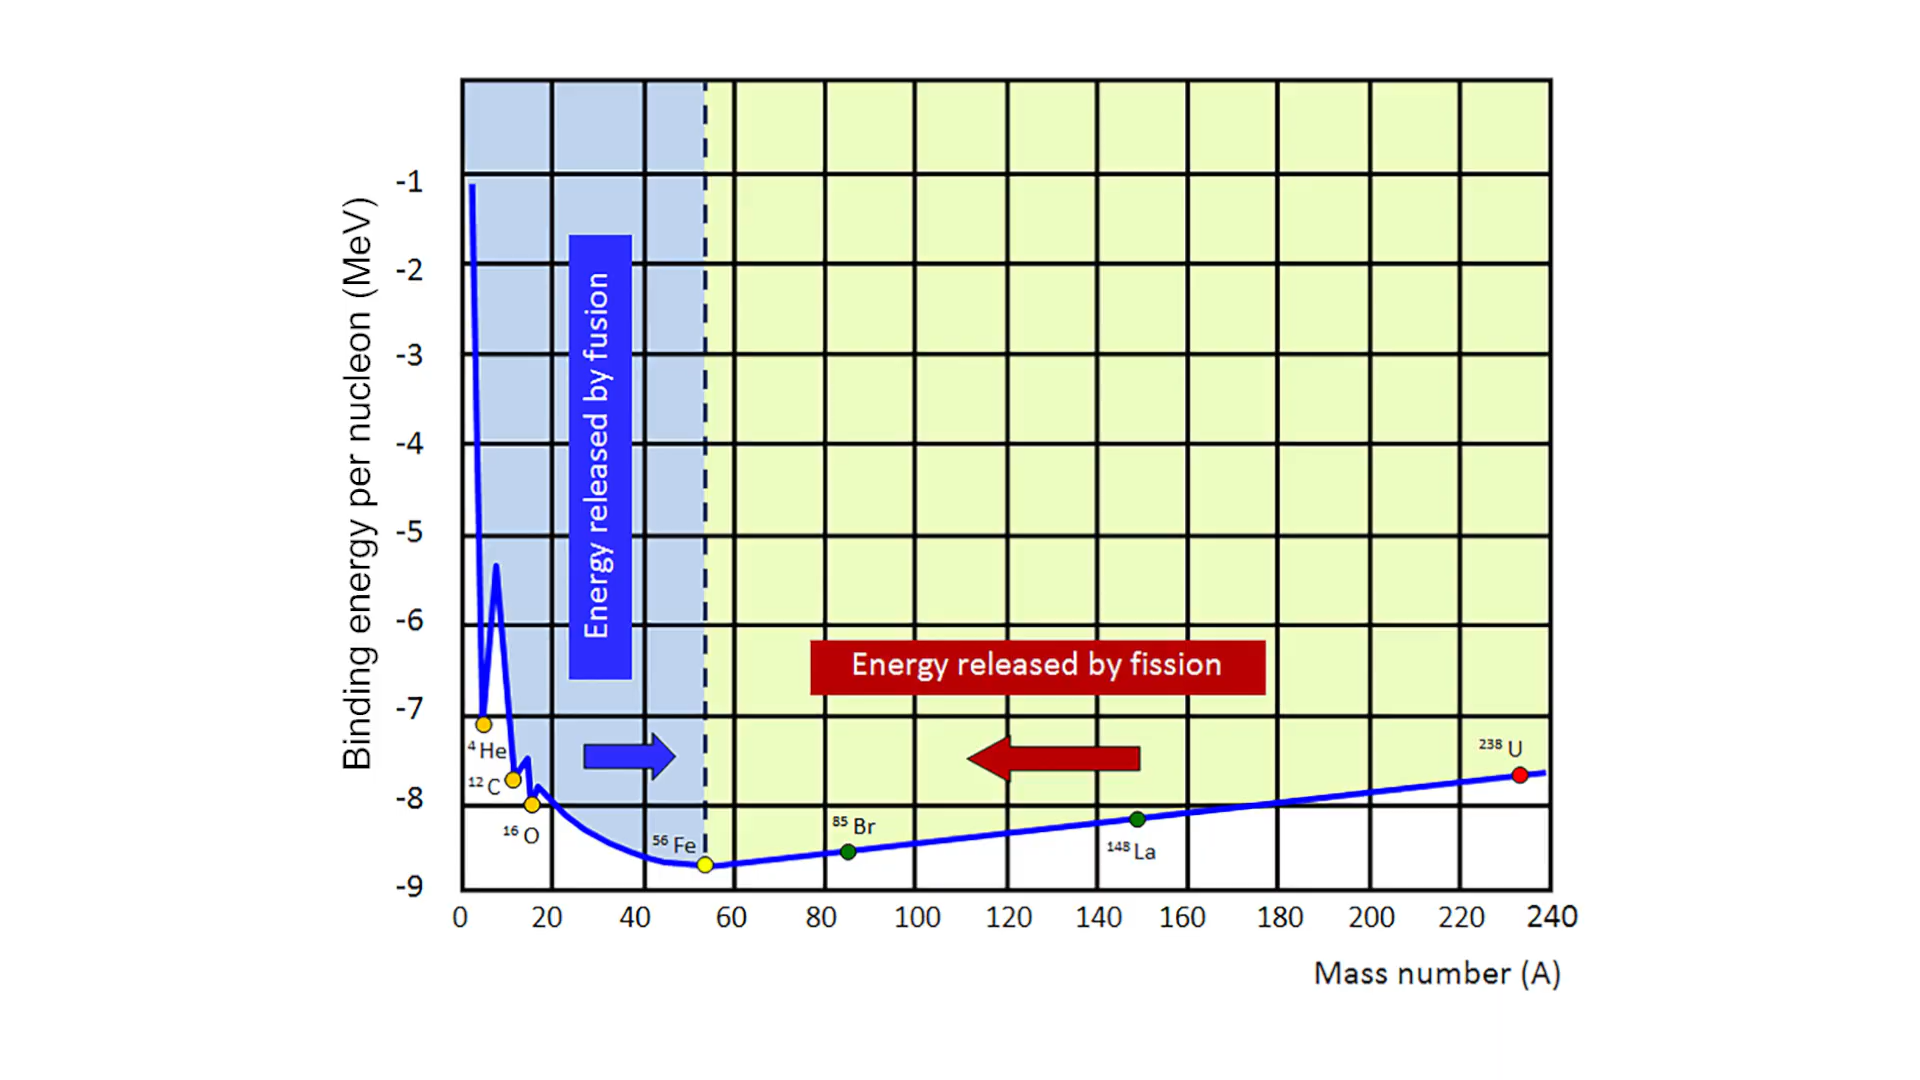 Binding energy per nucleon (MeV)
-1
-2
-3
-4
-5
-6
-7
-8
-9
Energy released by fusion
Energy released by fission
⁴He
¹²C
¹⁶O
⁵⁶Fe
⁸⁵Br
¹⁴⁸La
²³⁸U
0 20 40 60 80 100 120 140 160 180 200 220 240
Mass number (A)